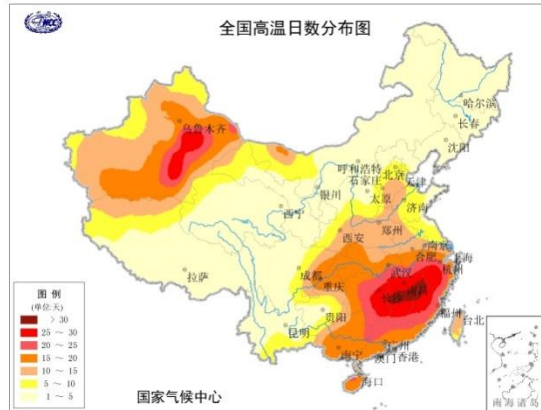 NCC
全国高温日数分布图
哈尔滨
长春
乌鲁木齐
沈阳
呼和浩特
北京
石家庄
天津
银川
太原
济南
西宁
郑州
西安
南京
合肥
上海
拉萨
成都
武汉
杭州
重庆
长沙
贵阳
福州
台北
昆明
广州
南宁
澳门香港
海口
图 例
(单位:天)
> 30
25 ~ 30
20 ~ 25
15 ~ 20
10 ~ 15
5 ~ 10
1 ~ 5
国家气候中心
南海诸岛